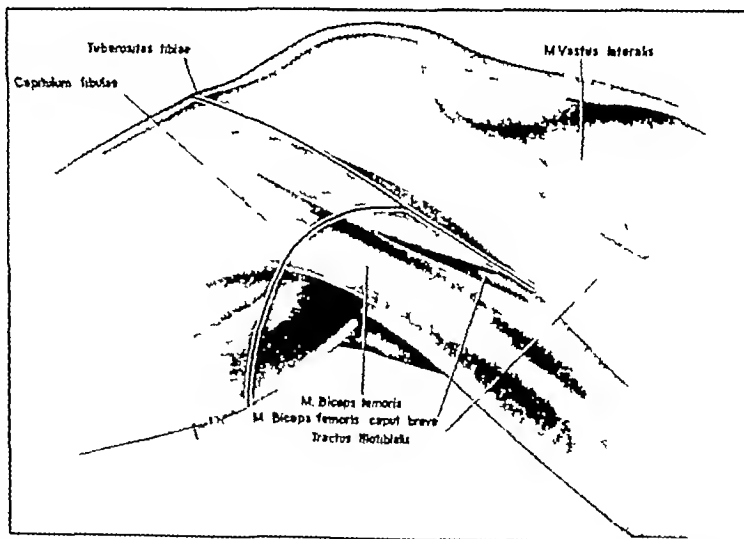 Tuberositas tibiae
M Vastus lateralis
Capitulum fibulae
M. Biceps femoris
M. Biceps femoris caput breve
Tractus iliotibialis